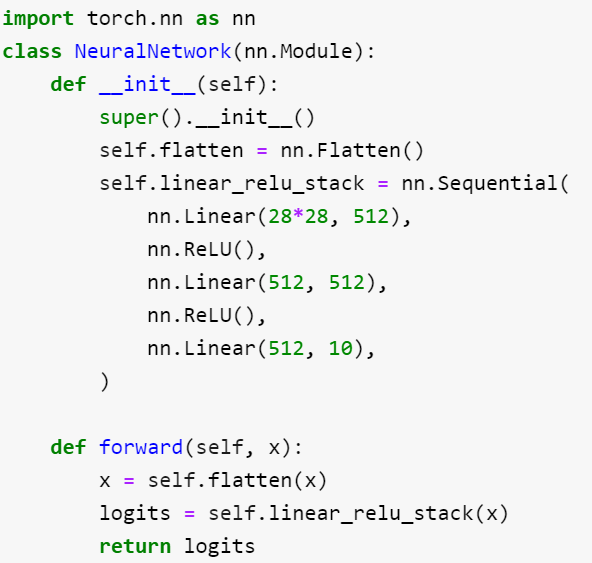 import torch.nn as nn
class NeuralNetwork(nn.Module):
    def __init__(self):
        super().__init__()
        self.flatten = nn.Flatten()
        self.linear_relu_stack = nn.Sequential(
            nn.Linear(28*28, 512),
            nn.ReLU(),
            nn.Linear(512, 512),
            nn.ReLU(),
            nn.Linear(512, 10),
        )

    def forward(self, x):
        x = self.flatten(x)
        logits = self.linear_relu_stack(x)
        return logits